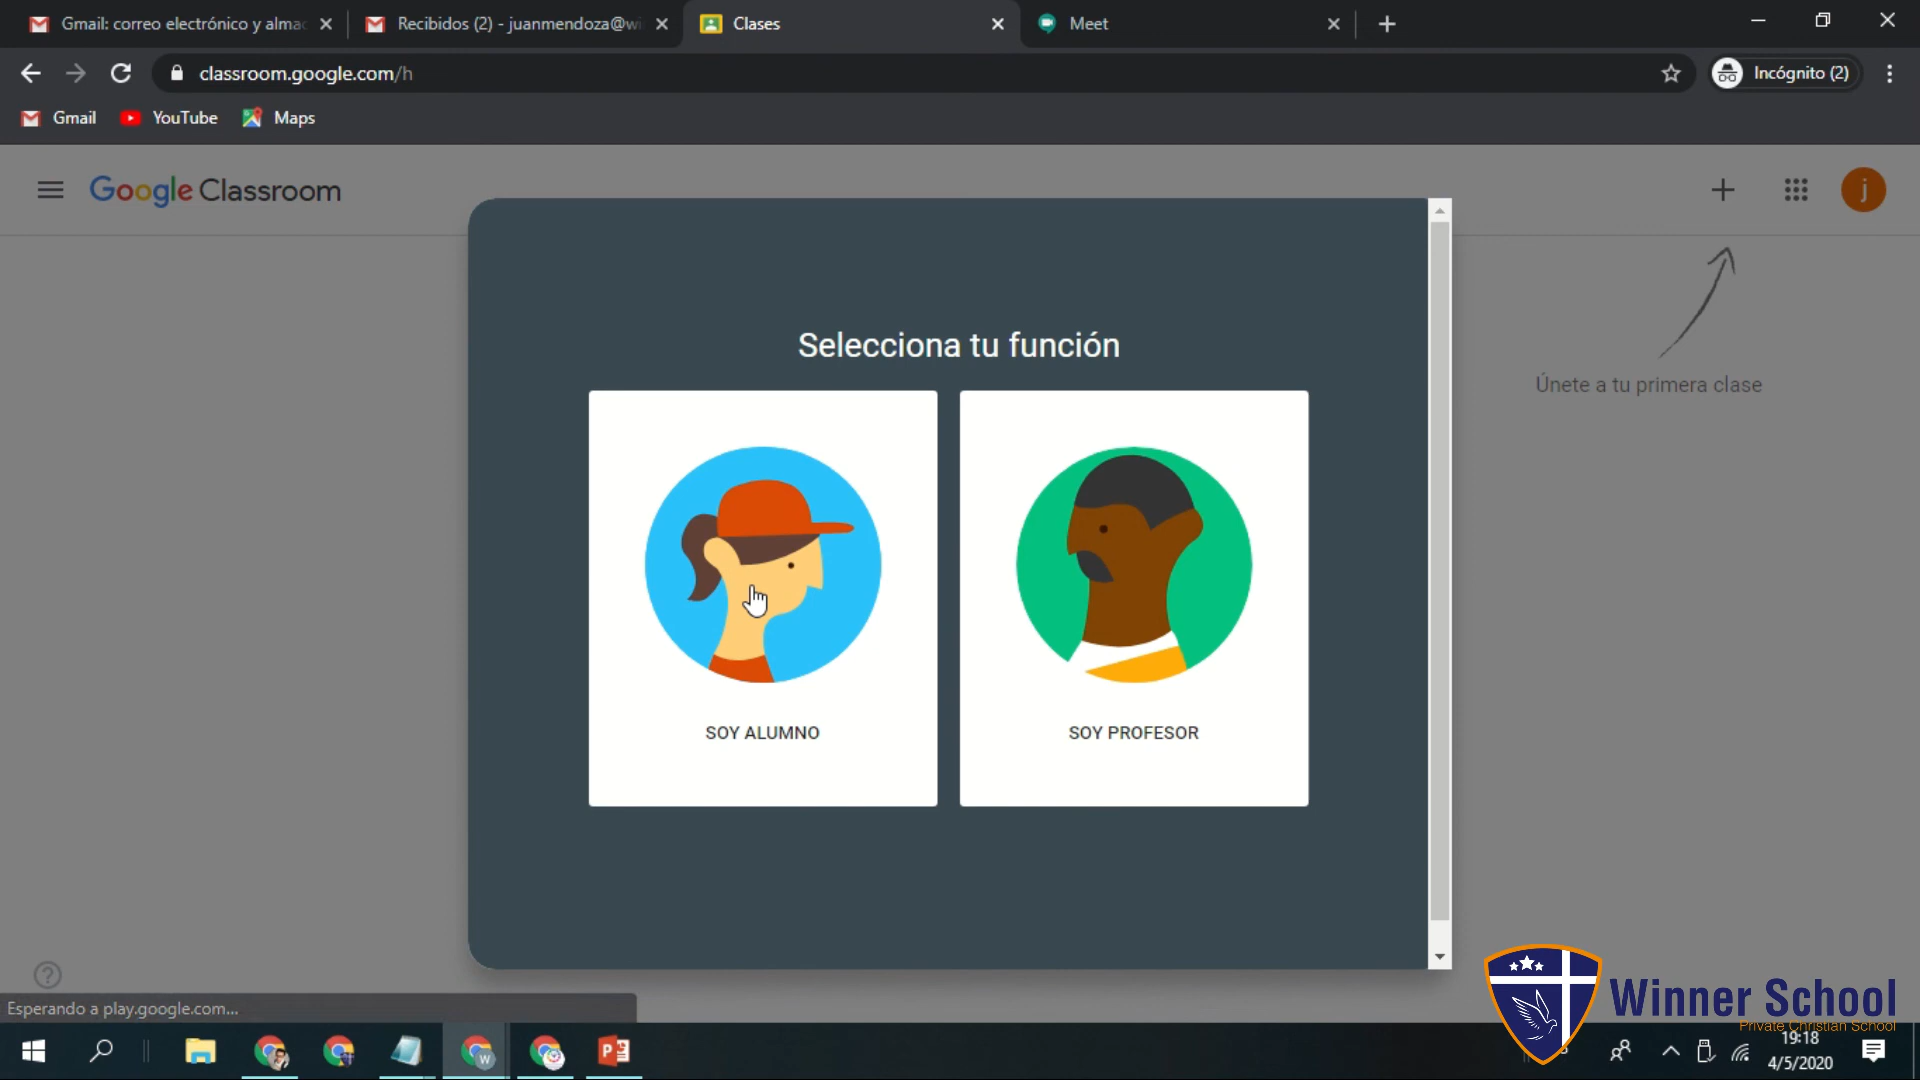 Gmail: correo electrónico y almac
Recibidos (2) - juanmendoza@wi
Clases
Meet
classroom.google.com/h
Incógnito (2)
Gmail
YouTube
Maps
Google Classroom
j
Selecciona tu función
Únete a tu primera clase
SOY ALUMNO
SOY PROFESOR
?
Esperando a play.google.com...
Winner School
Private Christian School
19:18
4/5/2020